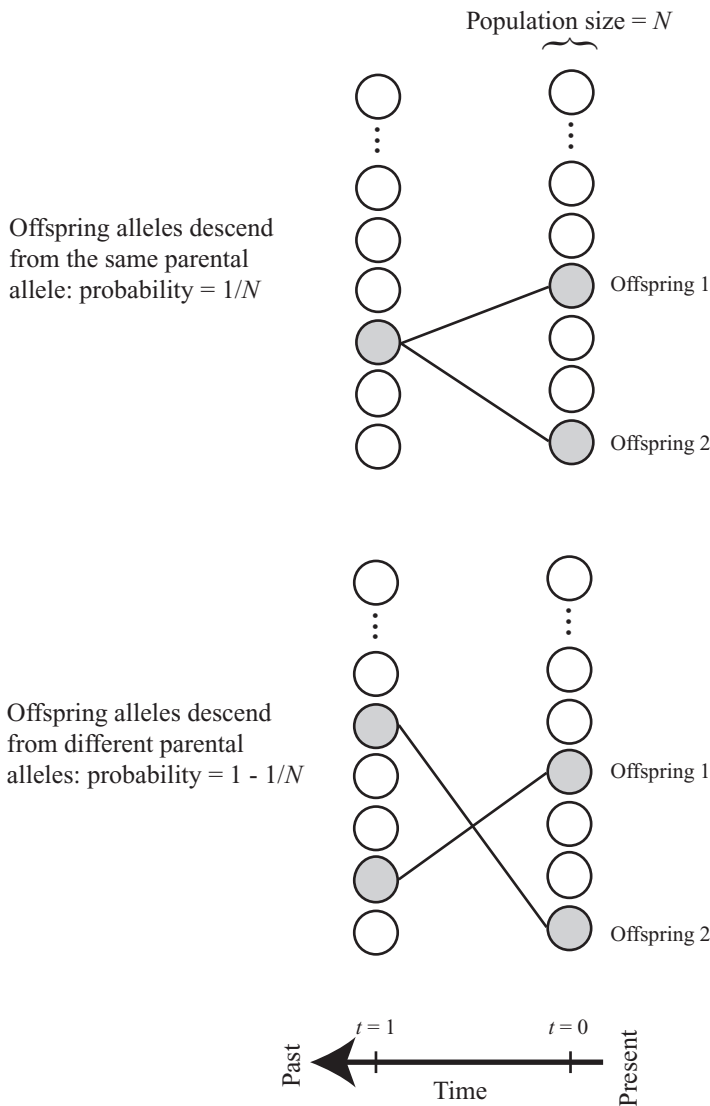 Population size = N
Offspring alleles descend
from the same parental
allele: probability = 1/N
Offspring 1
Offspring 2
Offspring alleles descend
from different parental
alleles: probability = 1 - 1/N
Offspring 1
Offspring 2
t = 1
t = 0
Past
Time
Present